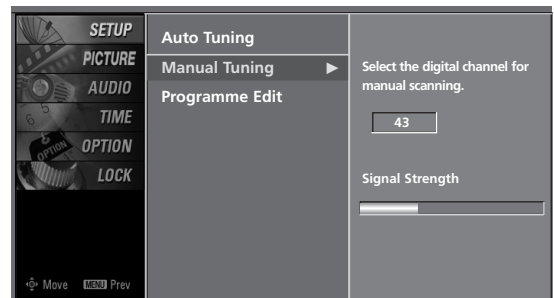 SETUP
PICTURE
AUDIO
TIME
OPTION
LOCK
Move MENU Prev
Auto Tuning
Manual Tuning ▶
Programme Edit
Select the digital channel for
manual scanning.
43
Signal Strength